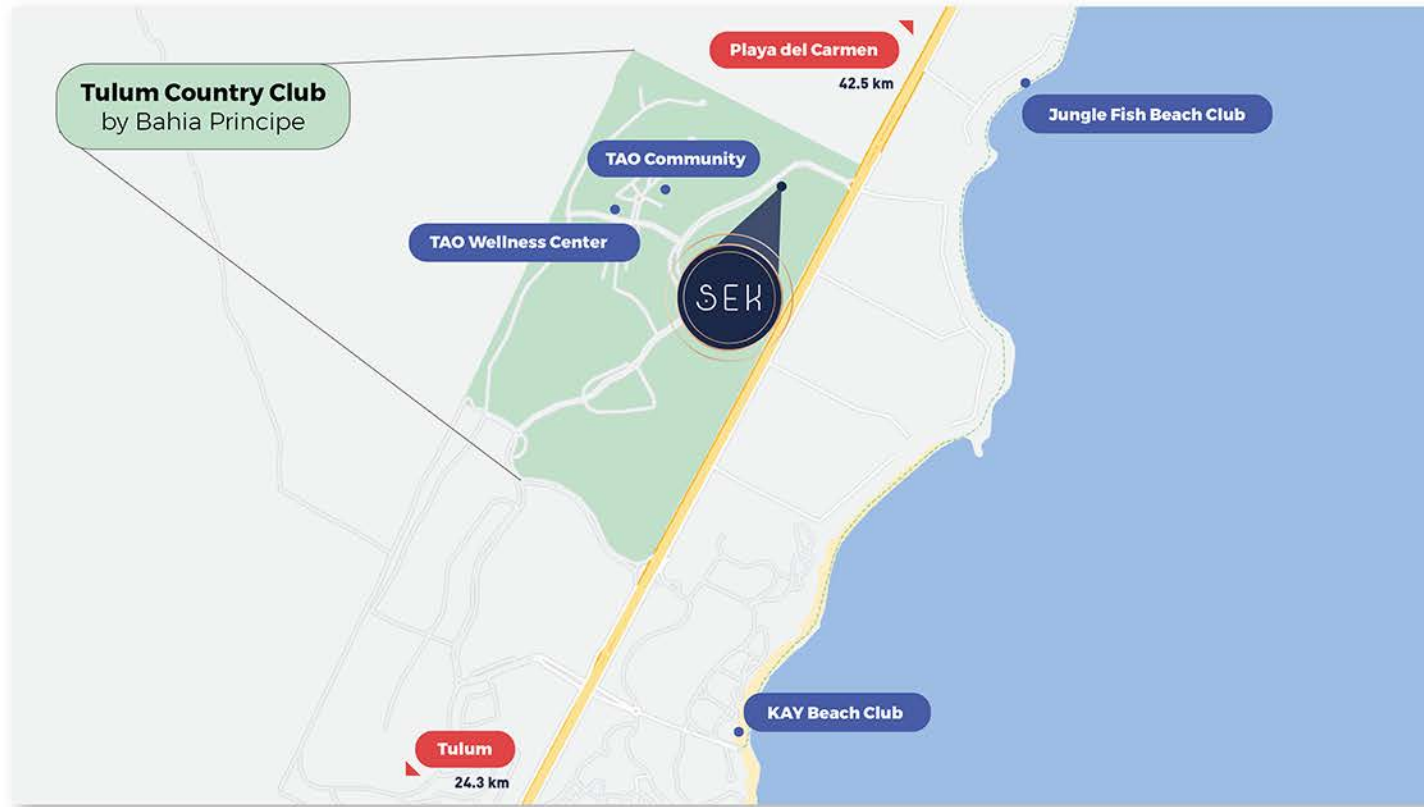 Playa del Carmen
42.5 km
Tulum Country Club
by Bahia Principe
Jungle Fish Beach Club
TAO Community
TAO Wellness Center
SEK
KAY Beach Club
Tulum
24.3 km